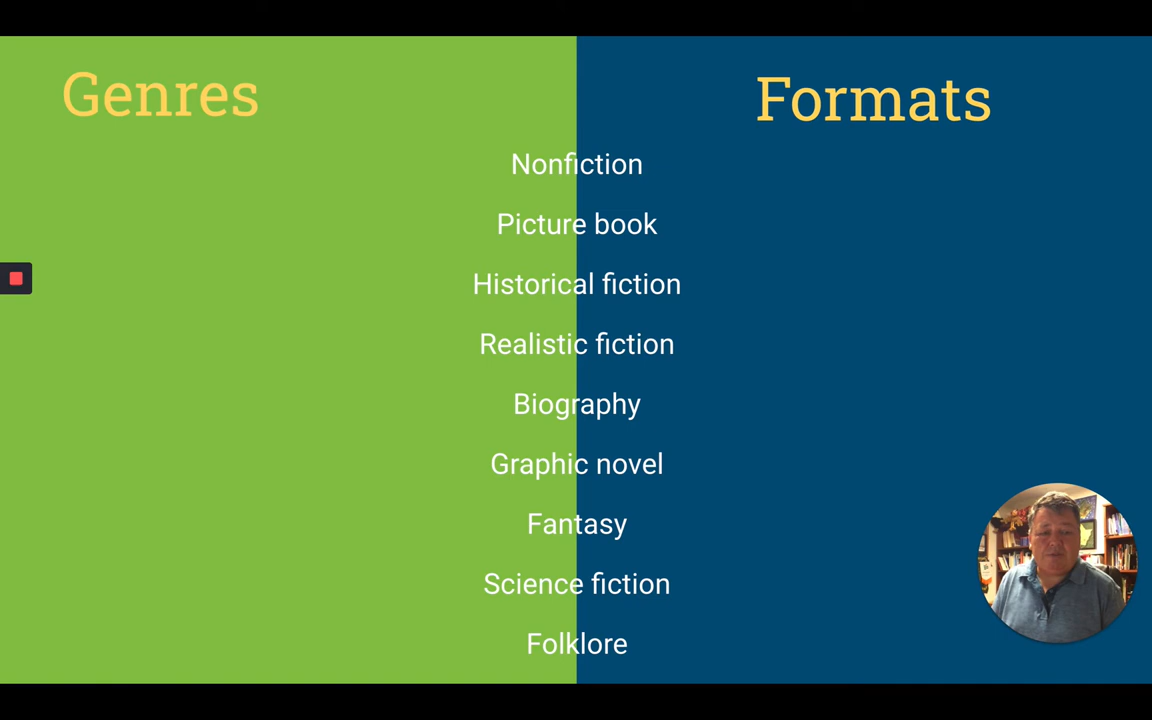 Genres
Formats
Nonfiction
Picture book
Historical fiction
Realistic fiction
Biography
Graphic novel
Fantasy
Science fiction
Folklore